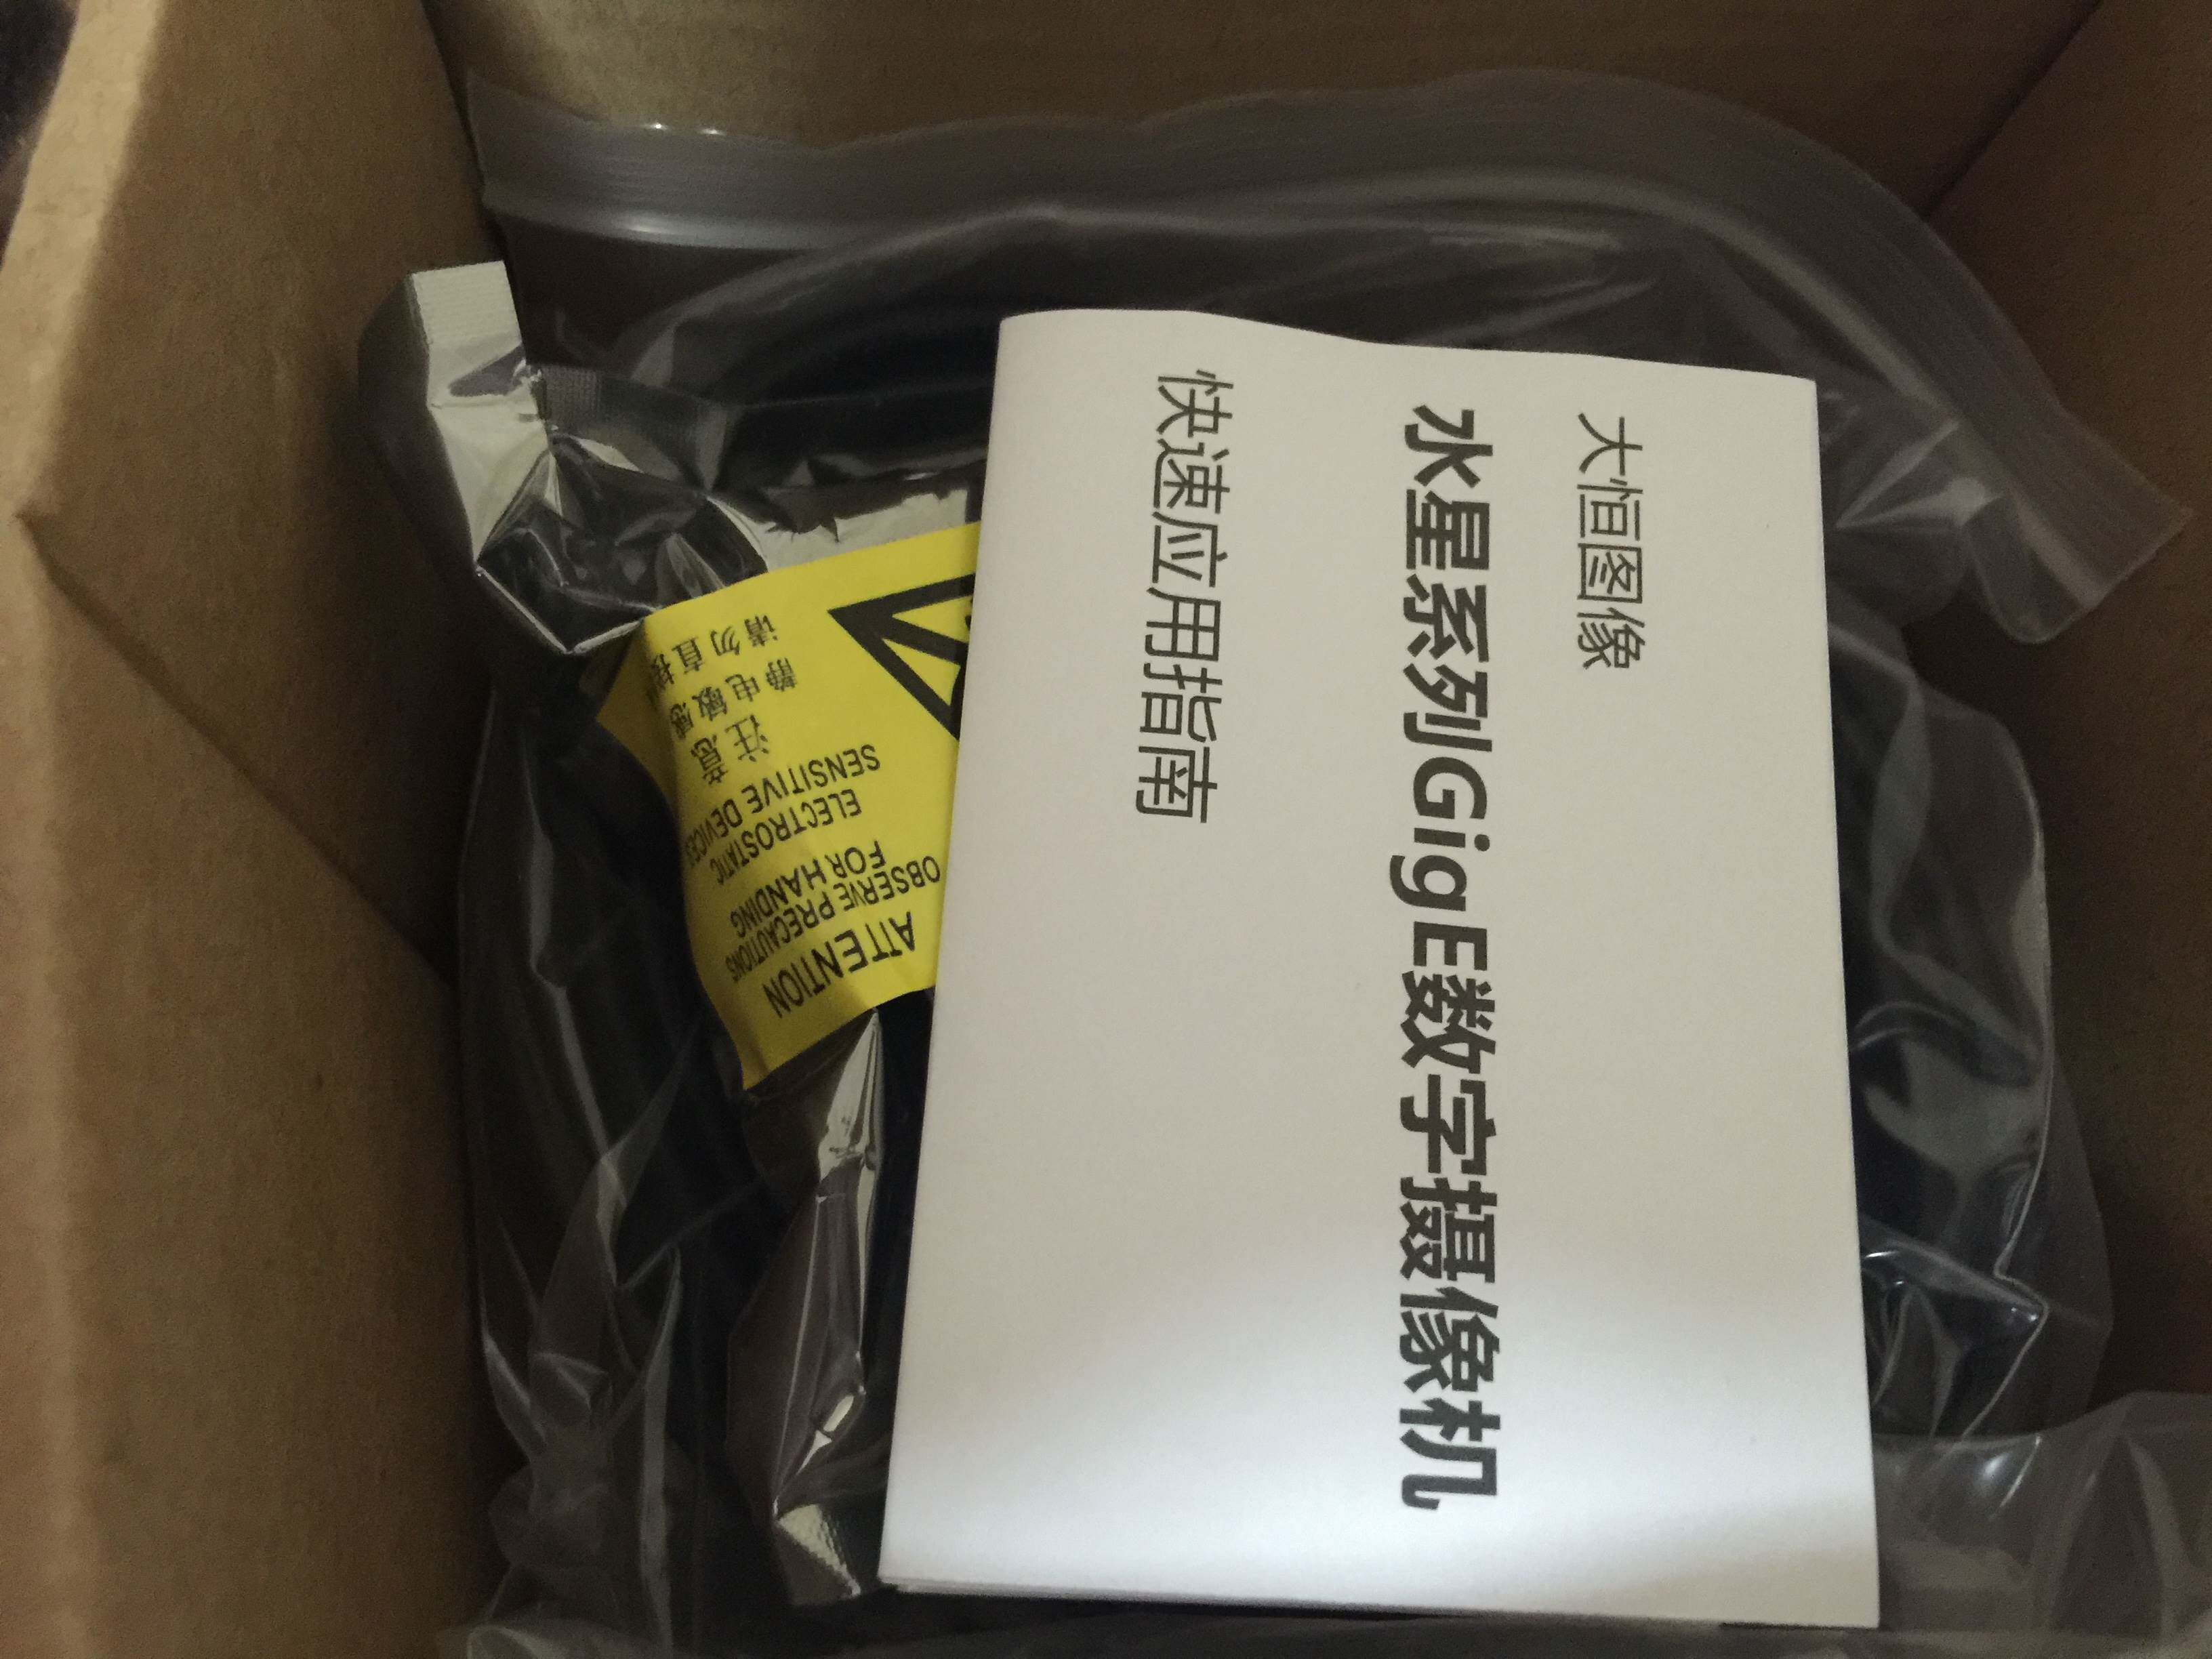 大恒图像
水星系列GigE数字摄像机
快速应用指南
ATTENTION
OBSERVE PRECAUTIONS
FOR HANDING
ELECTROSTATIC
SENSITIVE DEVICES
注意
静电敏感
请勿直接